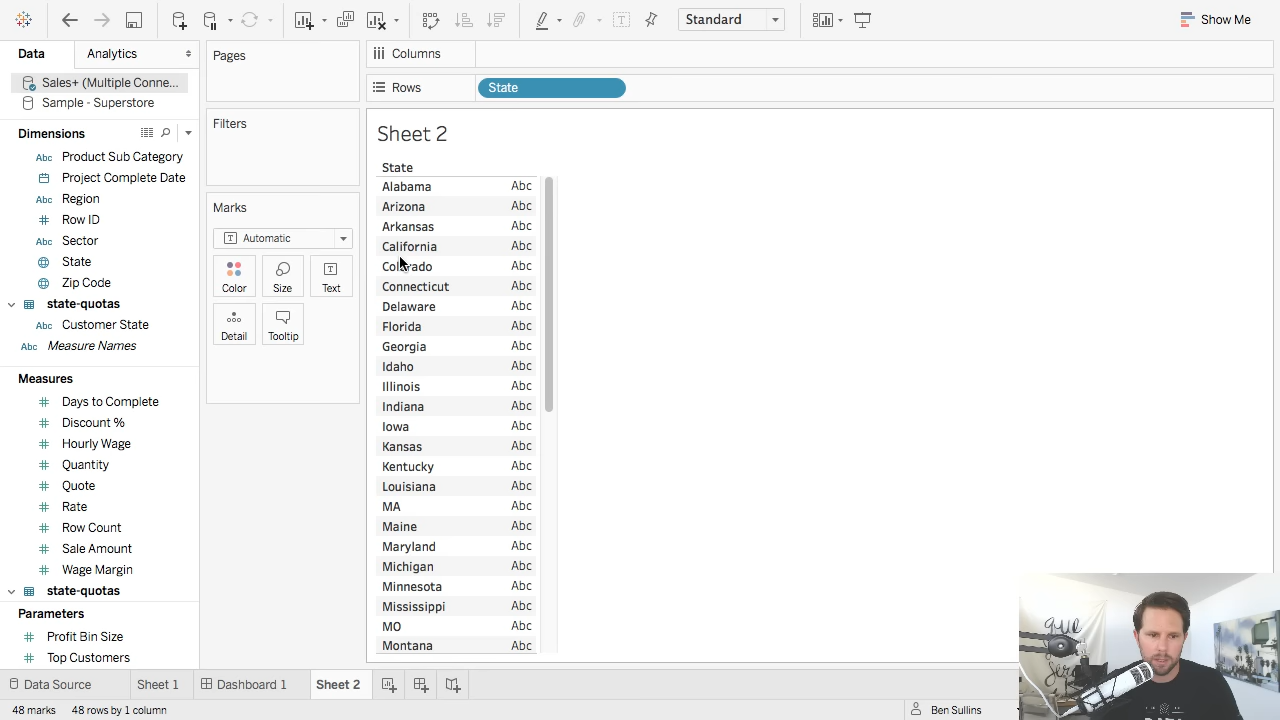 Standard
Show Me
Data
Analytics
Sales+ (Multiple Conne...
Sample - Superstore
Dimensions
Abc Product Sub Category
Project Complete Date
Abc Region
Row ID
Abc Sector
State
Zip Code
state-quotas
Abc Customer State
Abc Measure Names
Measures
Days to Complete
Discount %
Hourly Wage
Quantity
Quote
Rate
Row Count
Sale Amount
Wage Margin
state-quotas
Parameters
Profit Bin Size
Top Customers
Pages
Filters
Marks
Automatic
Color
Size
Text
Detail
Tooltip
Columns
Rows
State
Sheet 2
State
Alabama Abc
Arizona Abc
Arkansas Abc
California Abc
Colorado Abc
Connecticut Abc
Delaware Abc
Florida Abc
Georgia Abc
Idaho Abc
Illinois Abc
Indiana Abc
Iowa Abc
Kansas Abc
Kentucky Abc
Louisiana Abc
MA Abc
Maine Abc
Maryland Abc
Michigan Abc
Minnesota Abc
Mississippi Abc
MO Abc
Montana Abc
que
Data Source
Sheet 1
Dashboard 1
Sheet 2
48 marks
48 rows by 1 column
Ben Sullins